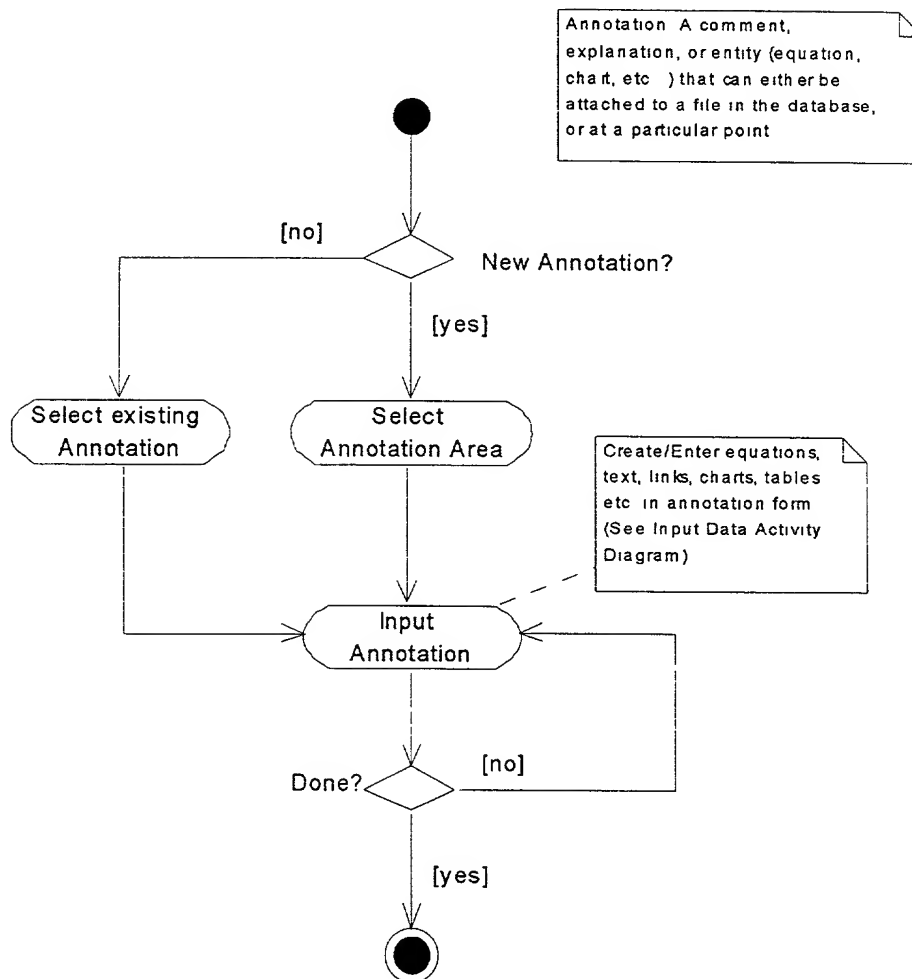 Annotation A comment,
explanation, or entity (equation,
chart, etc ) that can either be
attached to a file in the database,
or at a particular point
[no]
New Annotation?
[yes]
Select existing
Annotation
Select
Annotation Area
Create/Enter equations,
text, links, charts, tables
etc in annotation form
(See Input Data Activity
Diagram)
Input
Annotation
Done?
[no]
[yes]